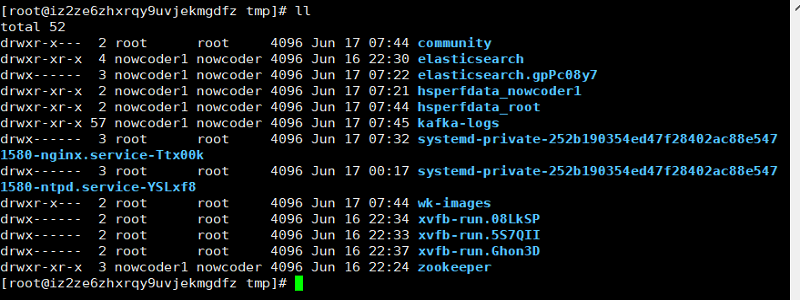 [root@iz2ze6zhxrqy9uvjekmgdfz tmp]# ll
total 52
drwxr-x---  2 root      root     4096 Jun 17 07:44 community
drwxr-xr-x  4 nowcoder1 nowcoder 4096 Jun 16 22:30 elasticsearch
drwx------  3 nowcoder1 nowcoder 4096 Jun 17 07:22 elasticsearch.gpPc08y7
drwxr-xr-x  2 nowcoder1 nowcoder 4096 Jun 17 07:21 hsperfdata_nowcoder1
drwxr-xr-x  2 root      root     4096 Jun 17 07:44 hsperfdata_root
drwxr-xr-x 57 nowcoder1 nowcoder 4096 Jun 17 07:45 kafka-logs
drwx------  3 root      root     4096 Jun 17 07:32 systemd-private-252b190354ed47f28402ac88e547
1580-nginx.service-Ttx00k
drwx------  3 root      root     4096 Jun 17 00:17 systemd-private-252b190354ed47f28402ac88e547
1580-ntpd.service-YSLxf8
drwxr-x---  2 root      root     4096 Jun 17 07:44 wk-images
drwx------  2 root      root     4096 Jun 16 22:34 xvfb-run.08LkSP
drwx------  2 root      root     4096 Jun 16 22:33 xvfb-run.5S7QII
drwx------  2 root      root     4096 Jun 16 22:37 xvfb-run.Ghon3D
drwxr-xr-x  3 nowcoder1 nowcoder 4096 Jun 16 22:24 zookeeper
[root@iz2ze6zhxrqy9uvjekmgdfz tmp]#